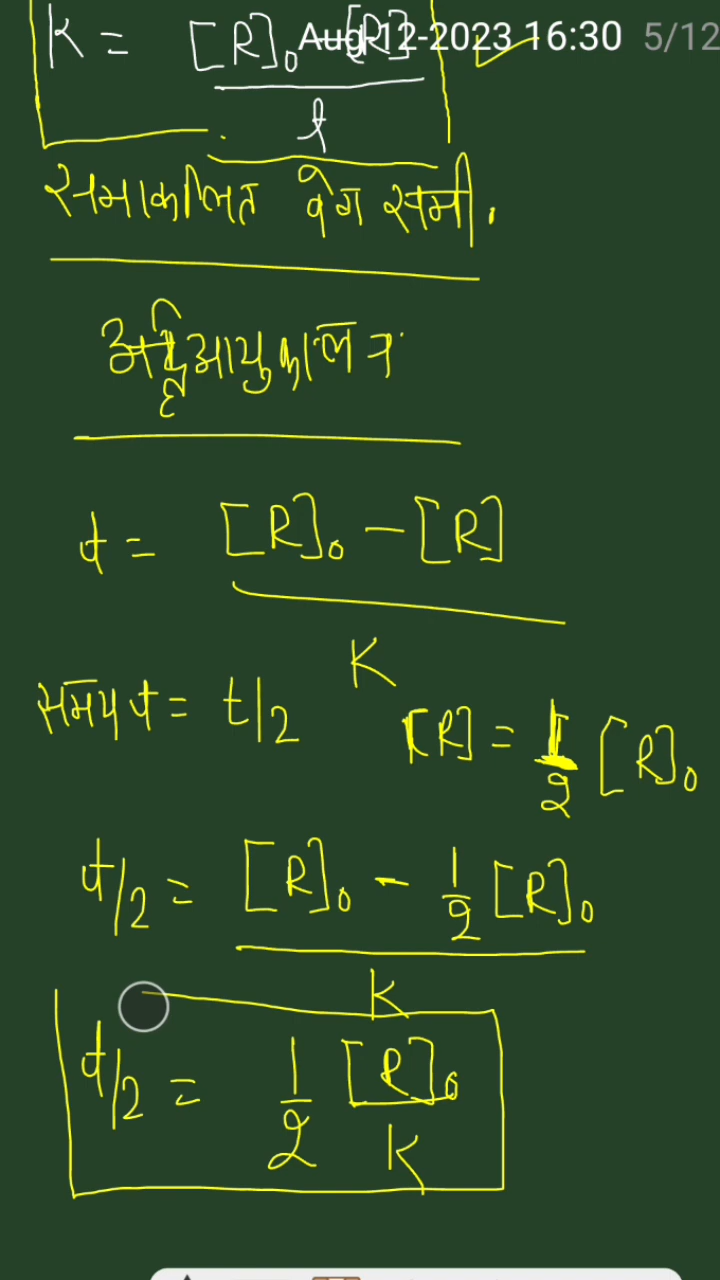 K = [R]₀ - [R] / t
Aug-12-2023 16:30 5/12
समाकलित वेग समी.
अर्द्धआयुकाल
t = [R]₀ - [R] / K
समय t = t/2 [R] = 1/2 [R]₀
t/2 = [R]₀ - 1/2 [R]₀ / K
t/2 = 1/2 [R]₀ / K